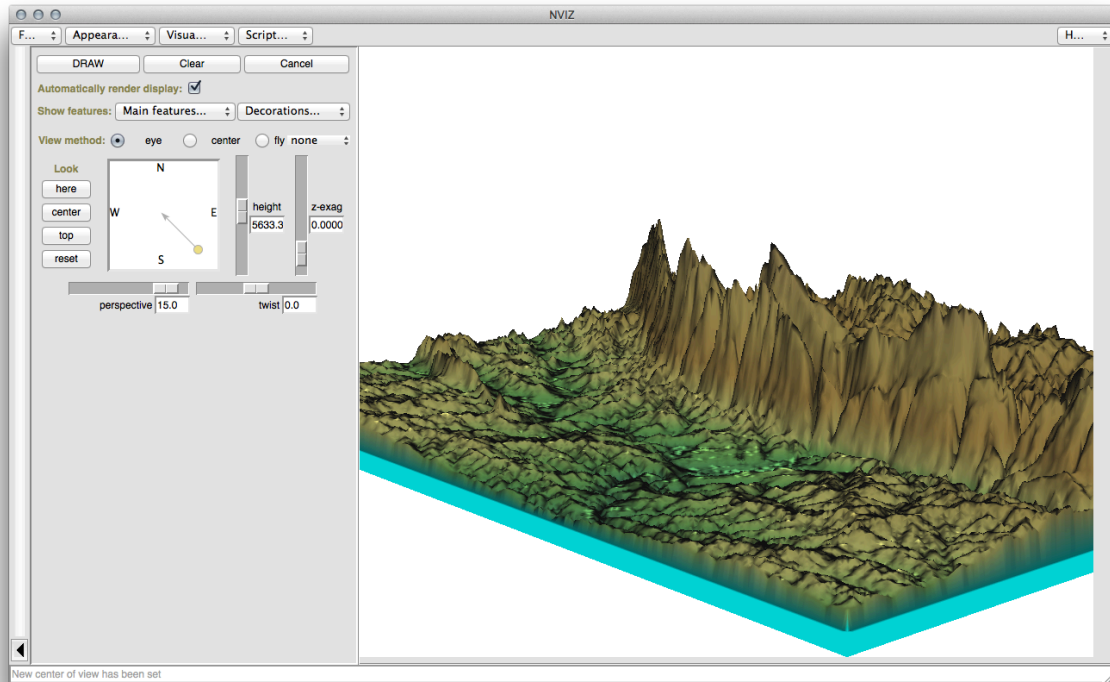 NVIZ
F... Appeara... Visua... Script... H...
DRAW Clear Cancel
Automatically render display:
Show features: Main features... Decorations...
View method: eye center fly none
Look
here
center
top
reset
N
W E
S
height
5633.3
z-exag
0.0000
perspective 15.0
twist 0.0
New center of view has been set